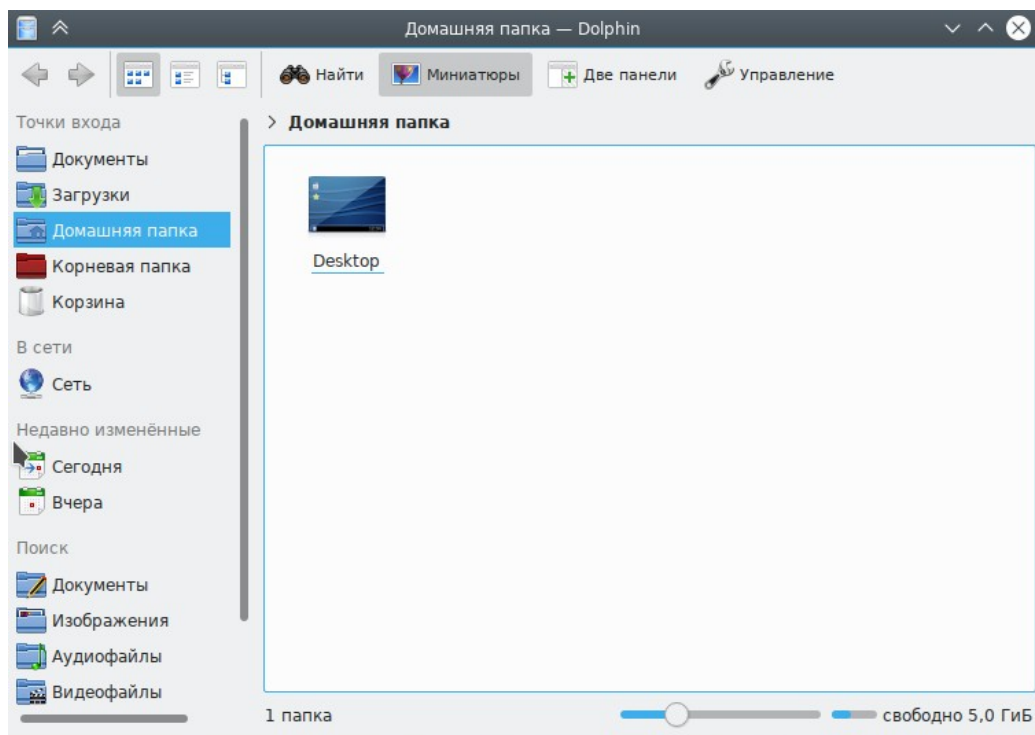 Домашняя папка — Dolphin
Найти Миниатюры Две панели Управление
Точки входа
Документы
Загрузки
Домашняя папка
Корневая папка
Корзина
В сети
Сеть
Недавно изменённые
Сегодня
Вчера
Поиск
Документы
Изображения
Аудиофайлы
Видеофайлы
> Домашняя папка
Desktop
1 папка
свободно 5,0 ГиБ